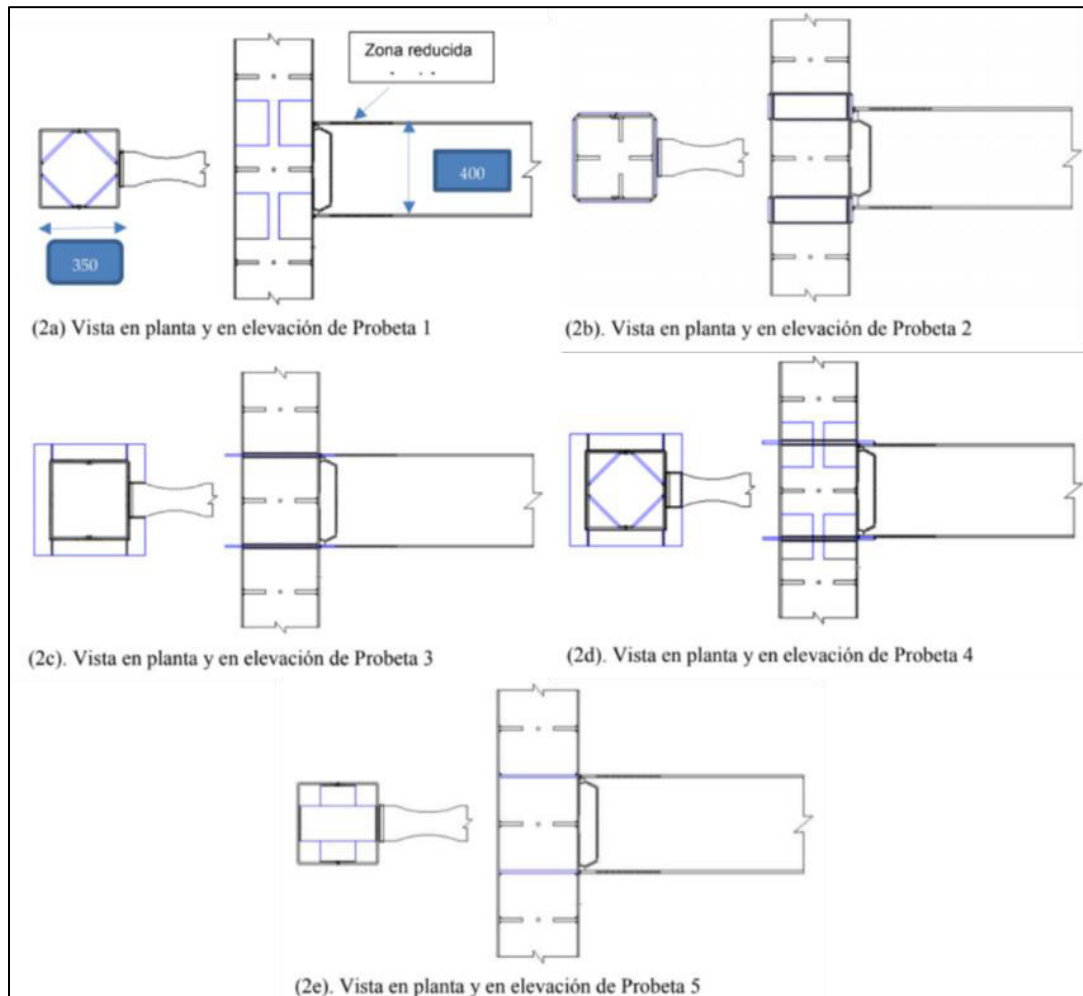 Zona reducida
400
350
(2a) Vista en planta y en elevación de Probeta 1
(2b). Vista en planta y en elevación de Probeta 2
(2c). Vista en planta y en elevación de Probeta 3
(2d). Vista en planta y en elevación de Probeta 4
(2e). Vista en planta y en elevación de Probeta 5